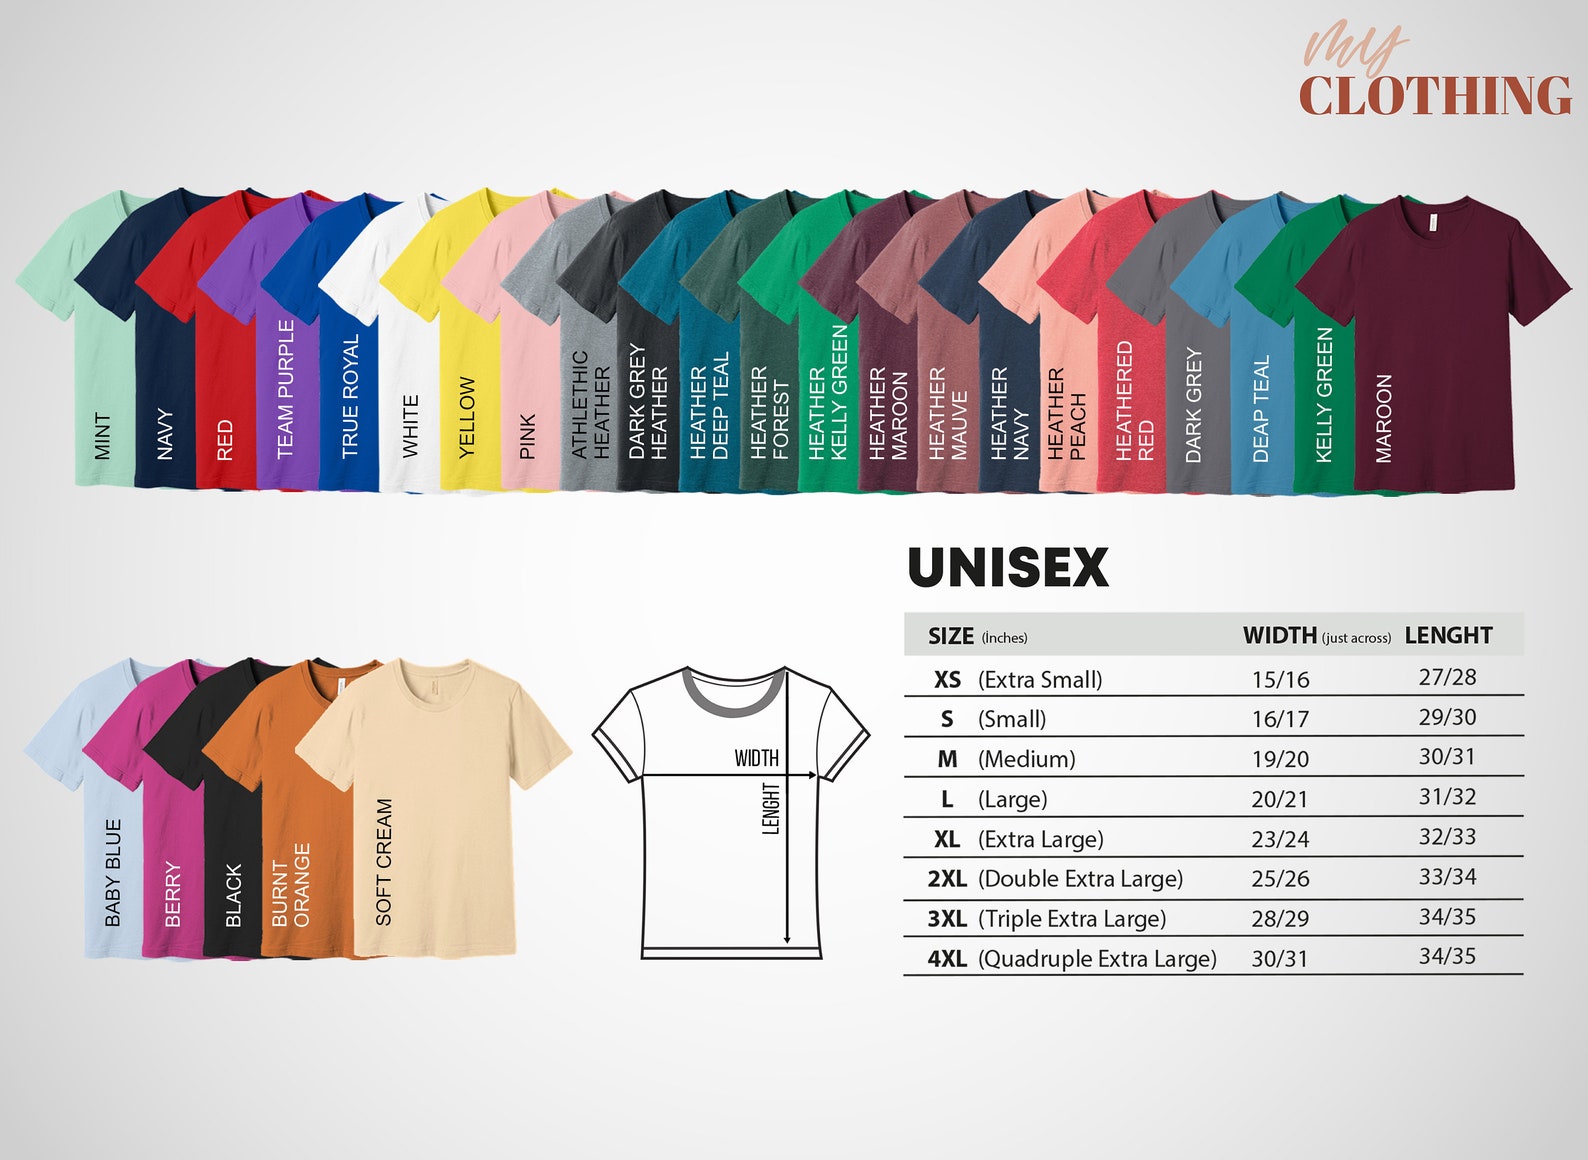 my
CLOTHING
MINT
NAVY
RED
TEAM PURPLE
TRUE ROYAL
WHITE
YELLOW
PINK
ATHLETHIC
HEATHER
DARK GREY
HEATHER
HEATHER
DEEP TEAL
HEATHER
FOREST
HEATHER
KELLY GREEN
HEATHER
MAROON
HEATHER
MAUVE
HEATHER
NAVY
HEATHER
PEACH
HEATHERED
RED
DARK GREY
DEAP TEAL
KELLY GREEN
MAROON
BABY BLUE
BERRY
BLACK
BURNT
ORANGE
SOFT CREAM
WIDTH
LENGHT
UNISEX
SIZE (İnches) WIDTH (just across) LENGHT
XS (Extra Small) 15/16 27/28
S (Small) 16/17 29/30
M (Medium) 19/20 30/31
L (Large) 20/21 31/32
XL (Extra Large) 23/24 32/33
2XL (Double Extra Large) 25/26 33/34
3XL (Triple Extra Large) 28/29 34/35
4XL (Quadruple Extra Large) 30/31 34/35